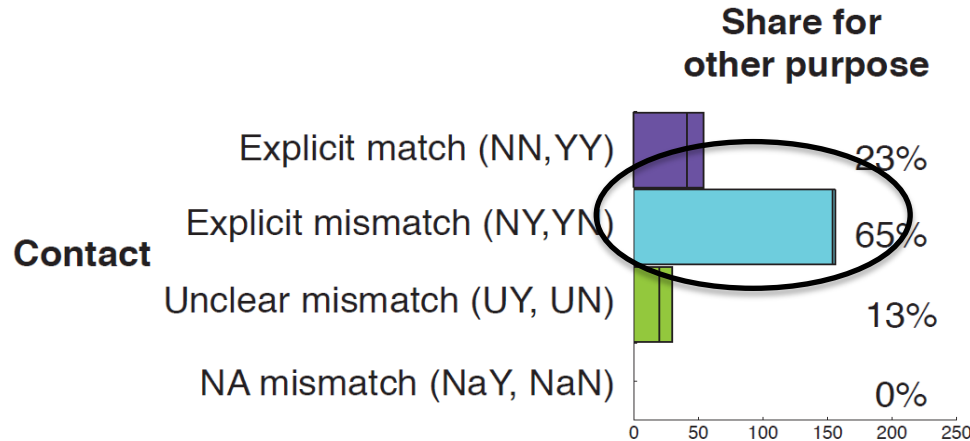 Share for
other purpose
Explicit match (NN,YY) 23%
Explicit mismatch (NY,YN) 65%
Contact
Unclear mismatch (UY, UN) 13%
NA mismatch (NaY, NaN) 0%
0 50 100 150 200 250